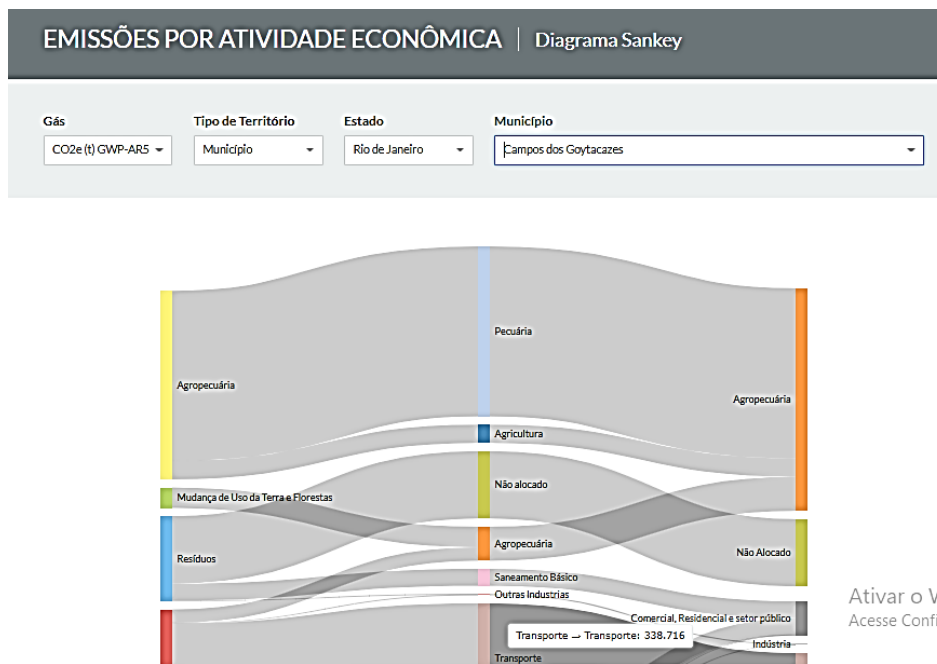 EMISSÕES POR ATIVIDADE ECONÔMICA | Diagrama Sankey
Gás Tipo de Território Estado Município
CO2e (t) GWP-AR5 Município Rio de Janeiro Campos dos Goytacazes
Pecuária
Agropecuária
Agropecuária
Agricultura
Não alocado
Mudança de Uso da Terra e Florestas
Agropecuária
Não Alocado
Resíduos
Saneamento Básico
Outras Industrias
Ativar o W
Comercial, Residencial e setor público
Acesse Confi
Transporte → Transporte: 338.716
Indústria
Transporte